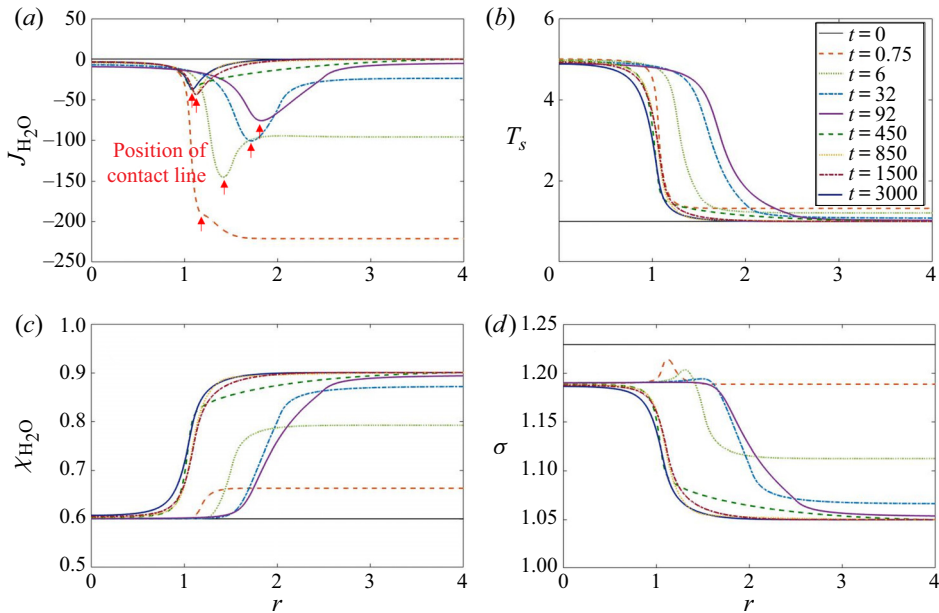 (a)
50
0
–50
–100
–150
–200
–250
J_H₂O
Position of
contact line
0 1 2 3 4
(b)
6
4
2
T_s
0 1 2 3 4
t = 0
t = 0.75
t = 6
t = 32
t = 92
t = 450
t = 850
t = 1500
t = 3000
(c)
1.0
0.9
0.8
0.7
0.6
0.5
χ_H₂O
0 1 2 3 4
r
(d)
1.25
1.20
1.15
1.10
1.05
1.00
σ
0 1 2 3 4
r